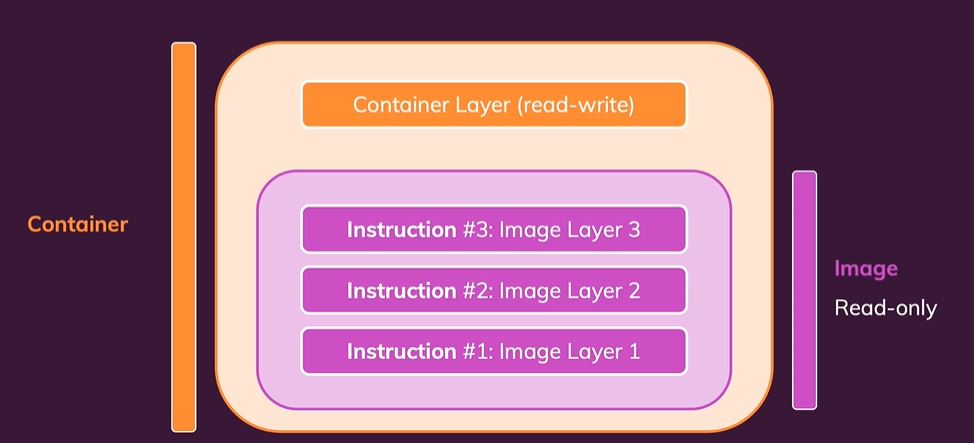 Container Layer (read-write)
Container
Instruction #3: Image Layer 3
Instruction #2: Image Layer 2
Instruction #1: Image Layer 1
Image
Read-only